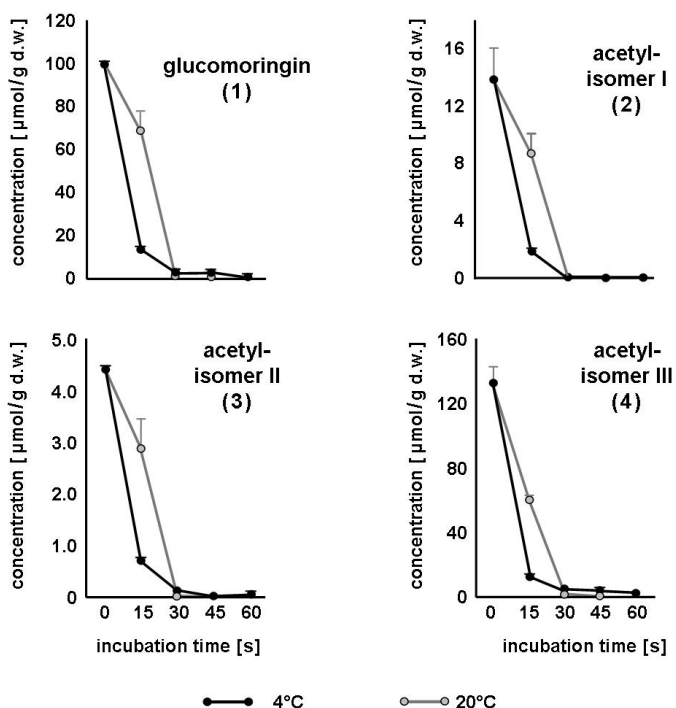 120
100
80
60
40
20
0
concentration [ µmol/g d.w.]
glucomoringin
(1)
16
12
8
4
0
concentration [ µmol/g d.w.]
acetyl-
isomer I
(2)
5.0
4.0
3.0
2.0
1.0
0
concentration [ µmol/g d.w.]
acetyl-
isomer II
(3)
0 15 30 45 60
incubation time [s]
160
120
80
40
0
concentration [ µmol/g d.w.]
acetyl-
isomer III
(4)
0 15 30 45 60
incubation time [s]
4°C 20°C